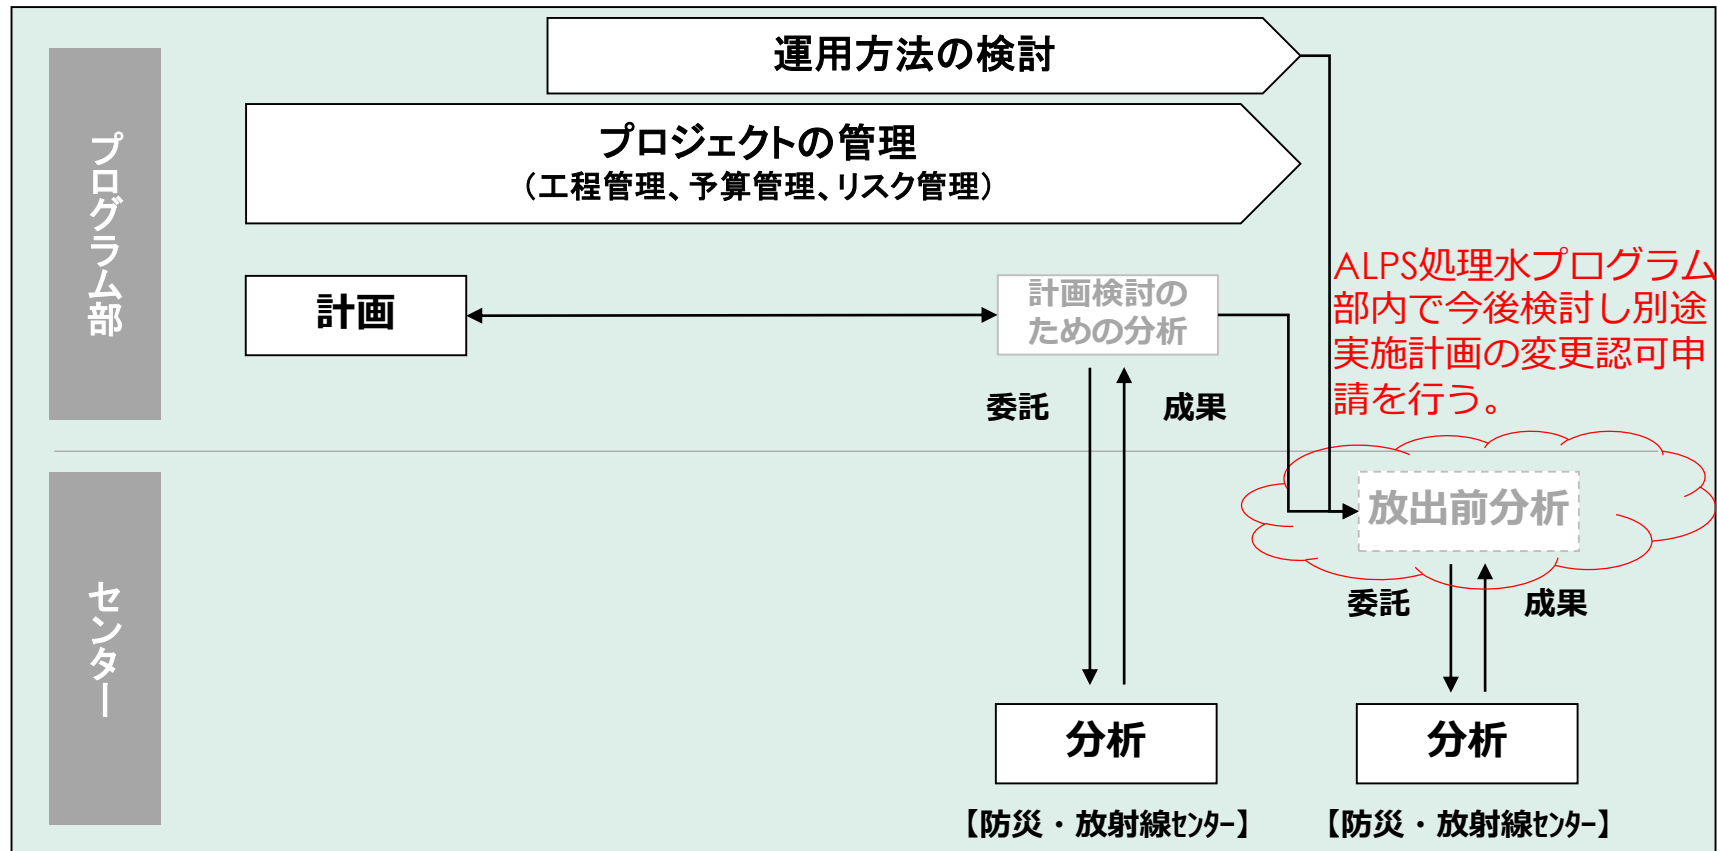 運用方法の検討
プログラム部
プロジェクトの管理
（工程管理、予算管理、リスク管理）
計画
計画検討の
ための分析
ALPS処理水プログラム
部内で今後検討し別途
実施計画の変更認可申
請を行う。
委託
成果
センター
放出前分析
委託
成果
分析
分析
【防災・放射線ｾﾝﾀｰ】
【防災・放射線ｾﾝﾀｰ】